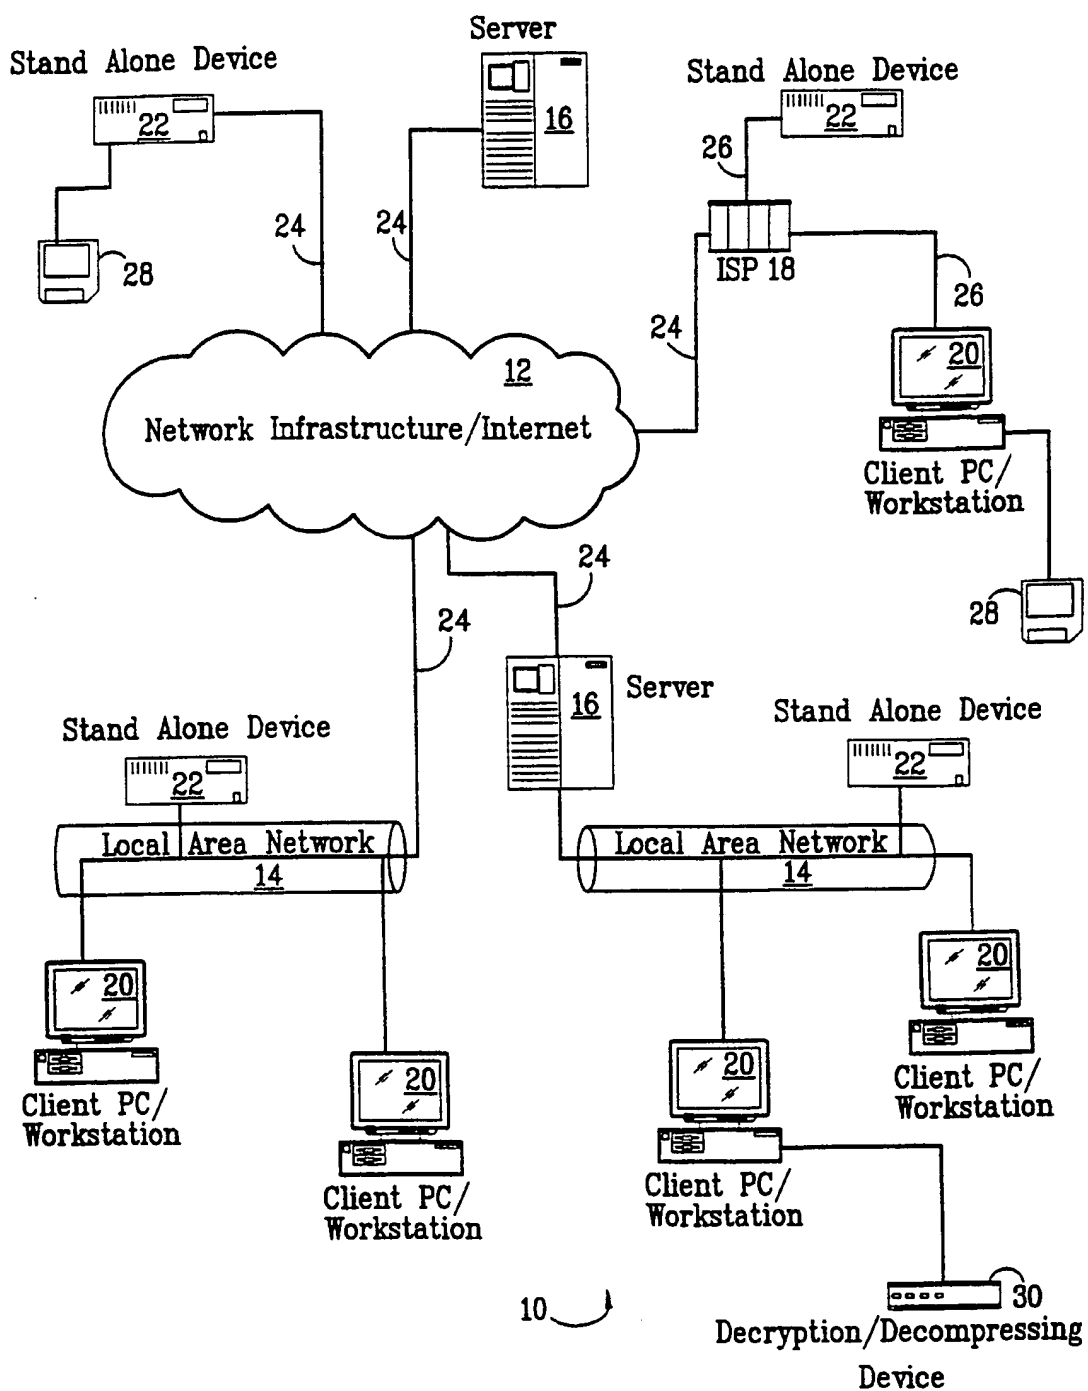 Server
Stand Alone Device
Stand Alone Device
22
16
22
26
24
24
28
ISP 18
26
24
12
20
Network Infrastructure/Internet
Client PC/
Workstation
24
28
24
16
Server
Stand Alone Device
Stand Alone Device
22
22
Local Area Network
14
Local Area Network
14
20
20
20
20
Client PC/
Workstation
Client PC/
Workstation
Client PC/
Workstation
Client PC/
Workstation
10
30
Decryption/Decompressing
Device